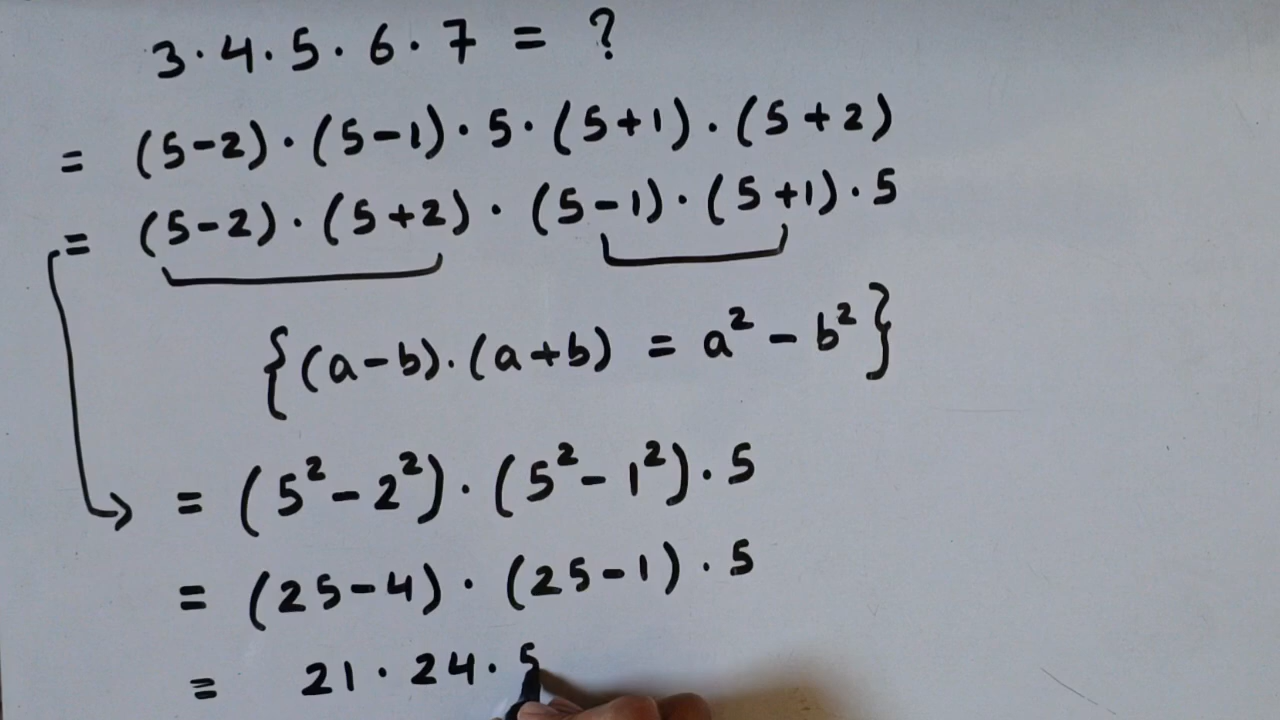 3·4·5·6·7 = ?
= (5-2)·(5-1)·5·(5+1)·(5+2)
= (5-2)·(5+2)·(5-1)·(5+1)·5
{(a-b).(a+b) = a² - b²}
= (5²-2²)·(5²-1²)·5
= (25-4)·(25-1)·5
= 21·24·5